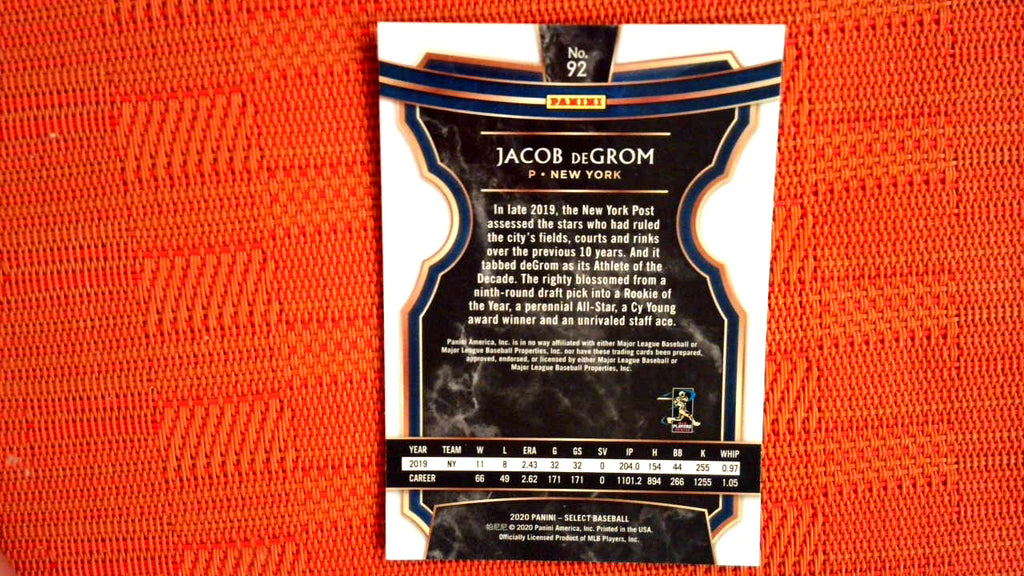 No.
92
PANINI
JACOB DEGROM
P • NEW YORK
In late 2019, the New York Post
assessed the stars who had ruled
the city's fields, courts and rinks
over the previous 10 years. And it
tabbed deGrom as its Athlete of the
Decade. The righty blossomed from a
ninth-round draft pick into a Rookie of
the Year, a perennial All-Star, a Cy Young
award winner and an unrivaled staff ace.
Panini America, Inc. is in no way affiliated with either Major League Baseball or
Major League Baseball Properties, Inc. nor have these trading cards been prepared,
approved, endorsed, or licensed by either Major League Baseball or
Major League Baseball Properties, Inc.
PLAYERS
YEAR TEAM W L ERA G GS SV IP H BB K WHIP
2019 NY 11 8 2.43 32 32 0 204.0 154 44 255 0.97
CAREER 66 49 2.62 171 171 0 1101.2 894 266 1255 1.05
2020 PANINI – SELECT BASEBALL
帕尼尼 © 2020 Panini America, Inc. Printed in the USA.
Officially Licensed Product of MLB Players, Inc.